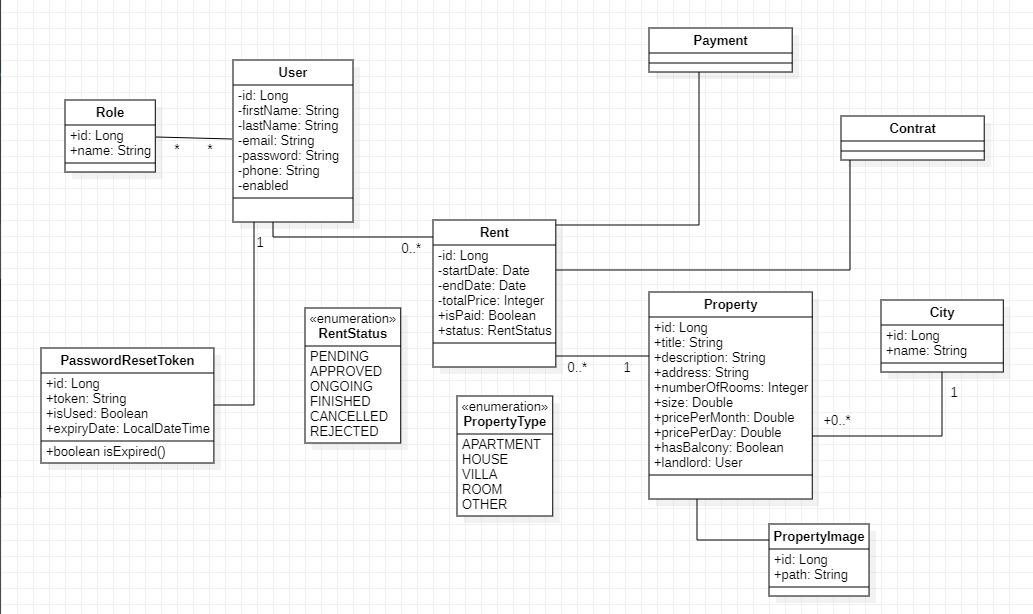 Payment
User
-id: Long
-firstName: String
-lastName: String
-email: String
-password: String
-phone: String
-enabled
Role
+id: Long
+name: String
*
*
Contrat
1
0..*
Rent
-id: Long
-startDate: Date
-endDate: Date
-totalPrice: Integer
+isPaid: Boolean
+status: RentStatus
«enumeration»
RentStatus
PENDING
APPROVED
ONGOING
FINISHED
CANCELLED
REJECTED
Property
+id: Long
+title: String
+description: String
+address: String
+numberOfRooms: Integer
+size: Double
+pricePerMonth: Double
+pricePerDay: Double
+hasBalcony: Boolean
+landlord: User
City
+id: Long
+name: String
PasswordResetToken
+id: Long
+token: String
+isUsed: Boolean
+expiryDate: LocalDateTime
+boolean isExpired()
0..*
1
1
+0..*
«enumeration»
PropertyType
APARTMENT
HOUSE
VILLA
ROOM
OTHER
PropertyImage
+id: Long
+path: String